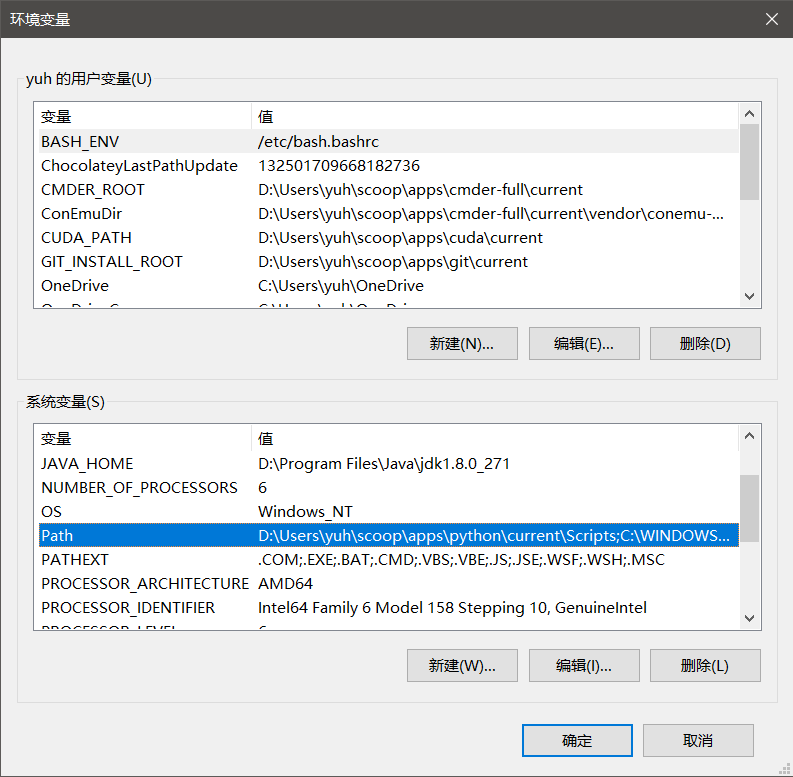 环境变量
yuh 的用户变量(U)
变量 值
BASH_ENV /etc/bash.bashrc
ChocolateyLastPathUpdate 132501709668182736
CMDER_ROOT D:\Users\yuh\scoop\apps\cmder-full\current
ConEmuDir D:\Users\yuh\scoop\apps\cmder-full\current\vendor\conemu-...
CUDA_PATH D:\Users\yuh\scoop\apps\cuda\current
GIT_INSTALL_ROOT D:\Users\yuh\scoop\apps\git\current
OneDrive C:\Users\yuh\OneDrive
新建(N)... 编辑(E)... 删除(D)
系统变量(S)
变量 值
JAVA_HOME D:\Program Files\Java\jdk1.8.0_271
NUMBER_OF_PROCESSORS 6
OS Windows_NT
Path D:\Users\yuh\scoop\apps\python\current\Scripts;C:\WINDOWS...
PATHEXT .COM;.EXE;.BAT;.CMD;.VBS;.VBE;.JS;.JSE;.WSF;.WSH;.MSC
PROCESSOR_ARCHITECTURE AMD64
PROCESSOR_IDENTIFIER Intel64 Family 6 Model 158 Stepping 10, GenuineIntel
新建(W)... 编辑(I)... 删除(L)
确定 取消